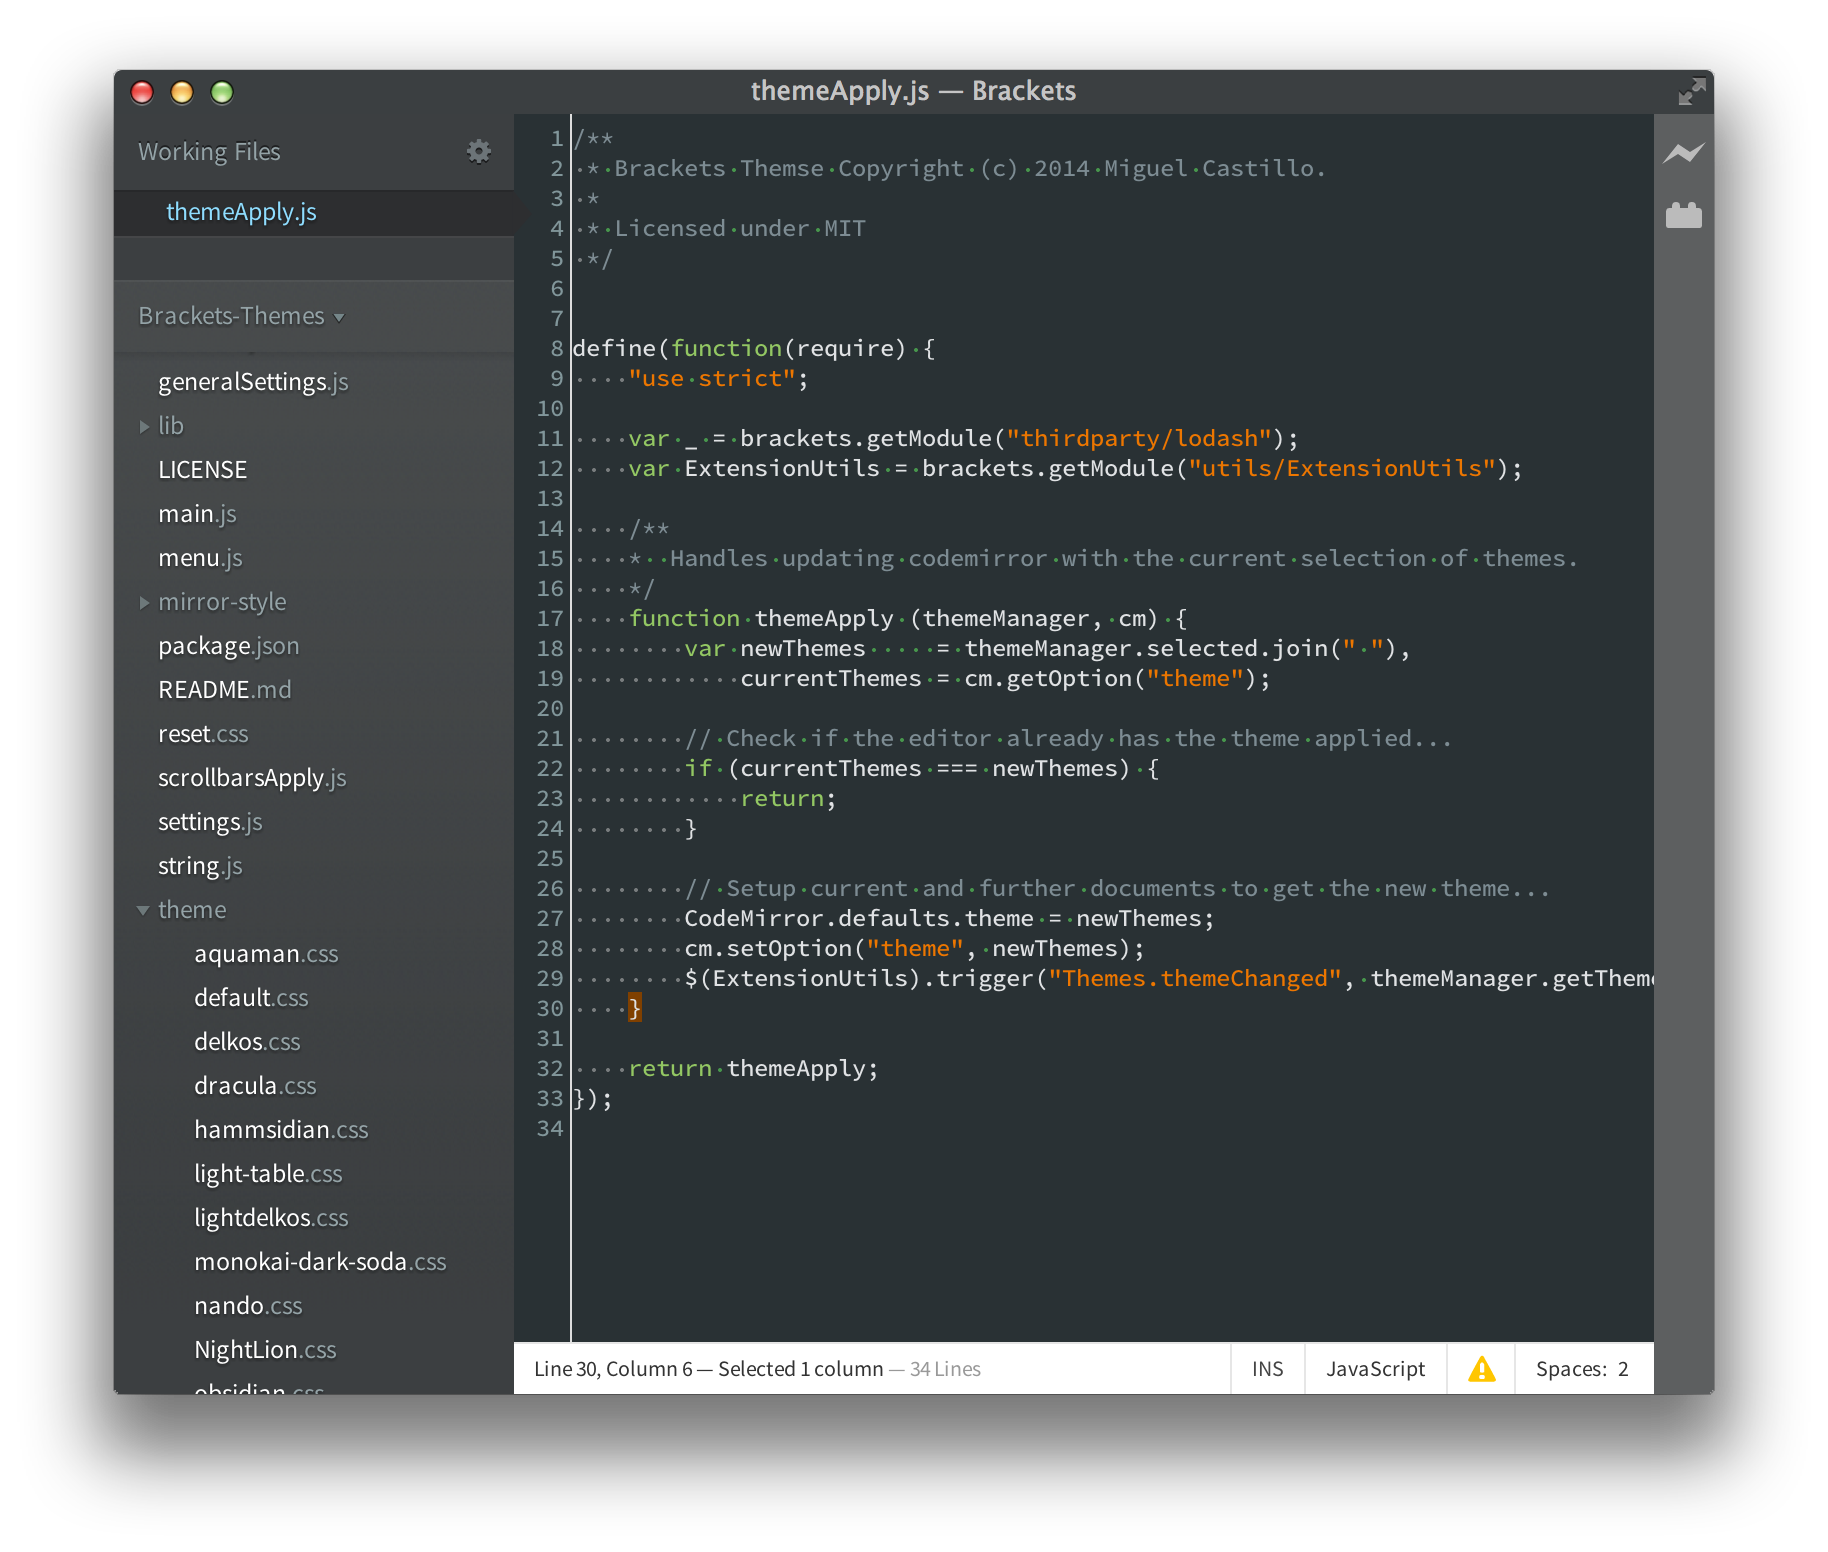 themeApply.js — Brackets
Working Files
themeApply.js
Brackets-Themes
generalSettings.js
lib
LICENSE
main.js
menu.js
mirror-style
package.json
README.md
reset.css
scrollbarsApply.js
settings.js
string.js
theme
aquaman.css
default.css
delkos.css
dracula.css
hammsidian.css
light-table.css
lightdelkos.css
monokai-dark-soda.css
nando.css
NightLion.css
obsidian.css
1 /**
2 * Brackets Themse Copyright (c) 2014 Miguel Castillo.
3 *
4 * Licensed under MIT
5 */
6
7
8 define(function(require) {
9     "use strict";
10
11     var _ = brackets.getModule("thirdparty/lodash");
12     var ExtensionUtils = brackets.getModule("utils/ExtensionUtils");
13
14     /**
15     *  Handles updating codemirror with the current selection of themes.
16     */
17     function themeApply (themeManager, cm) {
18         var newThemes     = themeManager.selected.join(" "),
19             currentThemes = cm.getOption("theme");
20
21         // Check if the editor already has the theme applied...
22         if (currentThemes === newThemes) {
23             return;
24         }
25
26         // Setup current and further documents to get the new theme...
27         CodeMirror.defaults.theme = newThemes;
28         cm.setOption("theme", newThemes);
29         $(ExtensionUtils).trigger("Themes.themeChanged", themeManager.getTheme
30     }
31
32     return themeApply;
33 });
34
Line 30, Column 6 — Selected 1 column — 34 Lines
INS
JavaScript
Spaces: 2